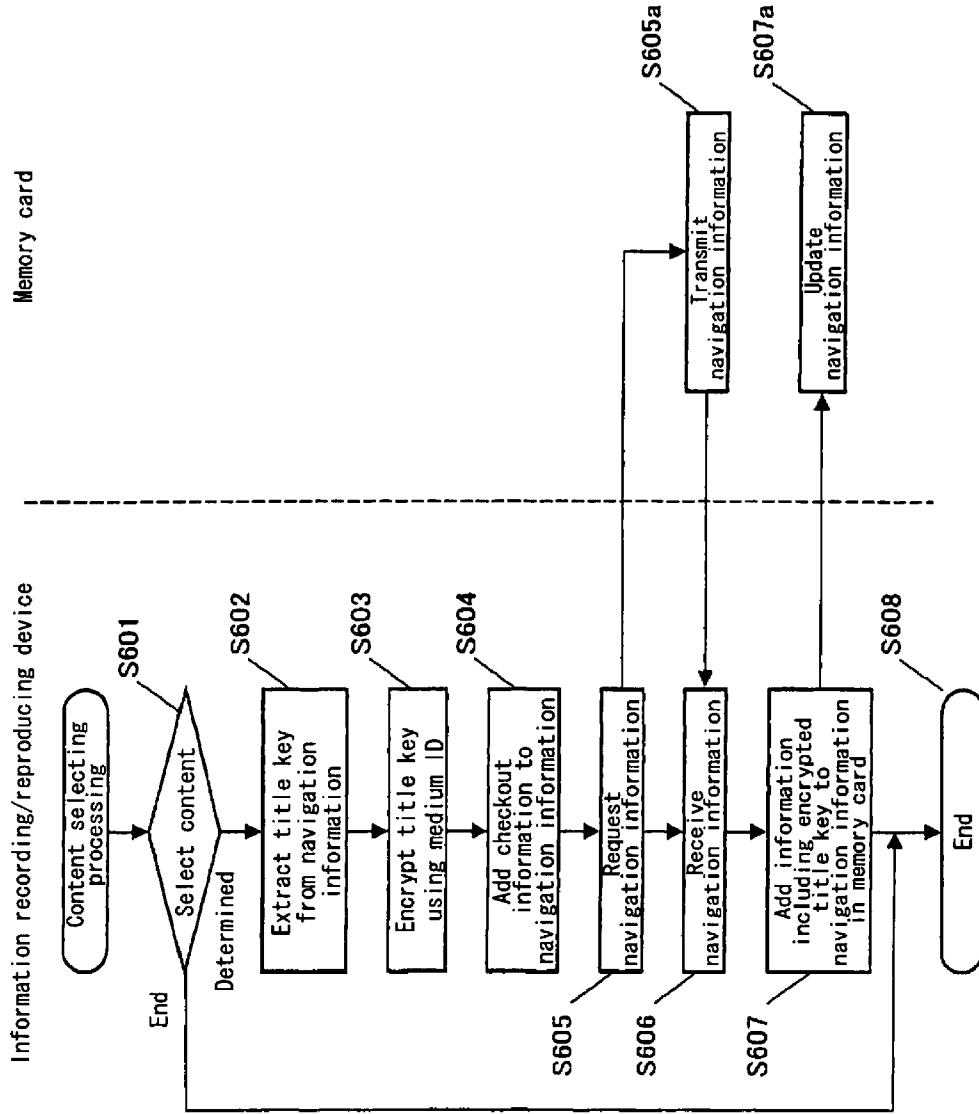 Information recording/reproducing device
Memory card
Content selecting
processing
S601
Select content
End
Determined
S602
Extract title key
from navigation
information
S603
Encrypt title key
using medium ID
S604
Add checkout
information to
navigation information
S605
Request
navigation information
S605a
Transmit
navigation information
S606
Receive
navigation information
S607
Add information
including encrypted
title key to
navigation information
in memory card
S607a
Update
navigation information
S608
End